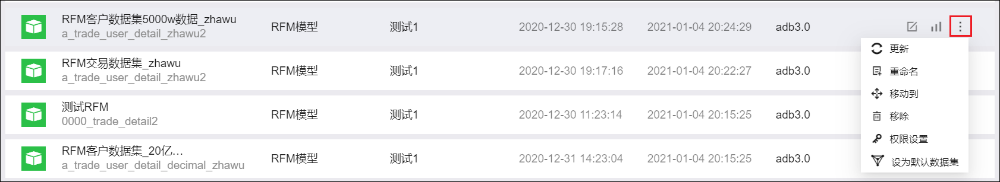 RFM客户数据集5000w数据_zhawu
a_trade_user_detail_zhawu2
RFM模型
测试1
2020-12-30 19:15:28
2021-01-04 20:24:29
adb3.0
RFM交易数据集_zhawu
a_trade_user_detail_zhawu2
RFM模型
测试1
2020-12-30 19:17:16
2021-01-04 20:22:27
adb3.0
测试RFM
0000_trade_detail2
RFM模型
测试1
2020-12-30 11:23:14
2021-01-04 20:15:25
adb3.0
RFM客户数据集_20亿...
a_trade_user_detail_decimal_zhawu
RFM模型
测试1
2020-12-31 14:23:04
2021-01-04 20:15:25
adb3.0
更新
重命名
移动到
移除
权限设置
设为默认数据集